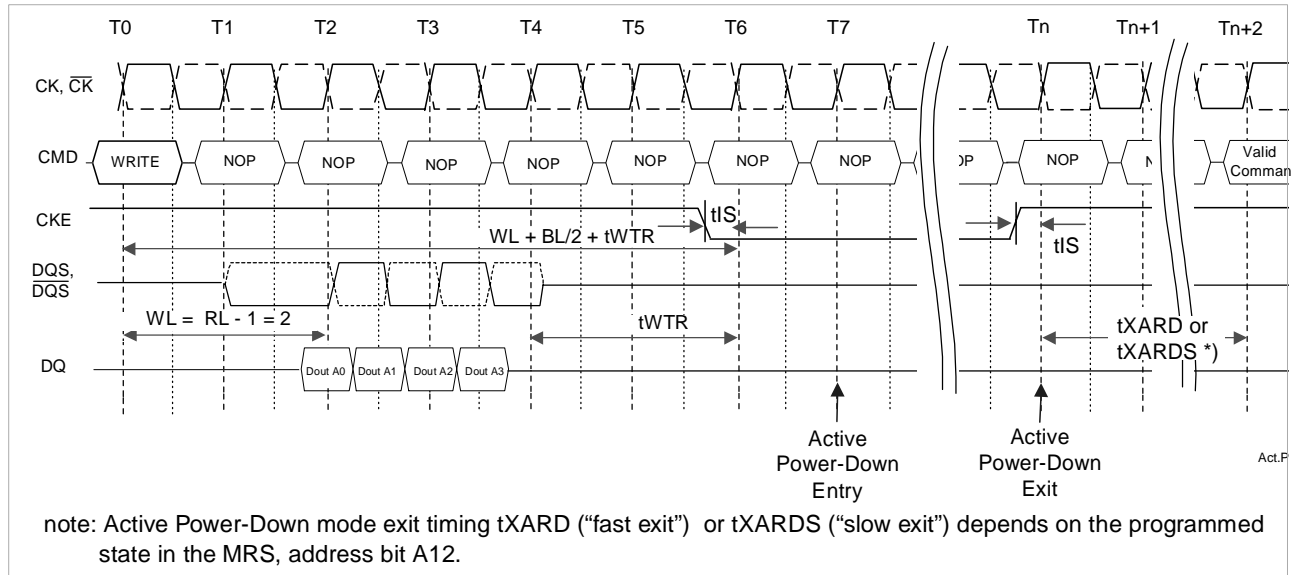 T0 T1 T2 T3 T4 T5 T6 T7 Tn Tn+1 Tn+2
CK, CK
CMD WRITE NOP NOP NOP NOP NOP NOP NOP OP NOP N Valid
Comman
CKE tIS
WL + BL/2 + tWTR tIS
DQS,
DQS
WL = RL - 1 = 2 tWTR tXARD or
tXARDS *)
DQ Dout A0 Dout A1 Dout A2 Dout A3
Active
Power-Down
Entry
Active
Power-Down
Exit
Act.P
note: Active Power-Down mode exit timing tXARD (“fast exit”) or tXARDS (“slow exit”) depends on the programmed
state in the MRS, address bit A12.